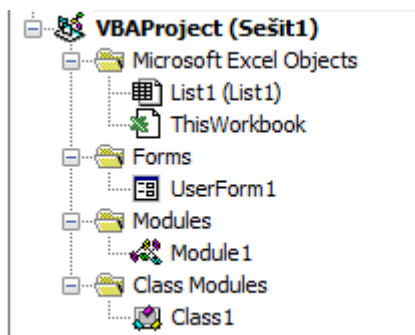 VBAProject (Sešit1)
Microsoft Excel Objects
List1 (List1)
ThisWorkbook
Forms
UserForm1
Modules
Module1
Class Modules
Class1